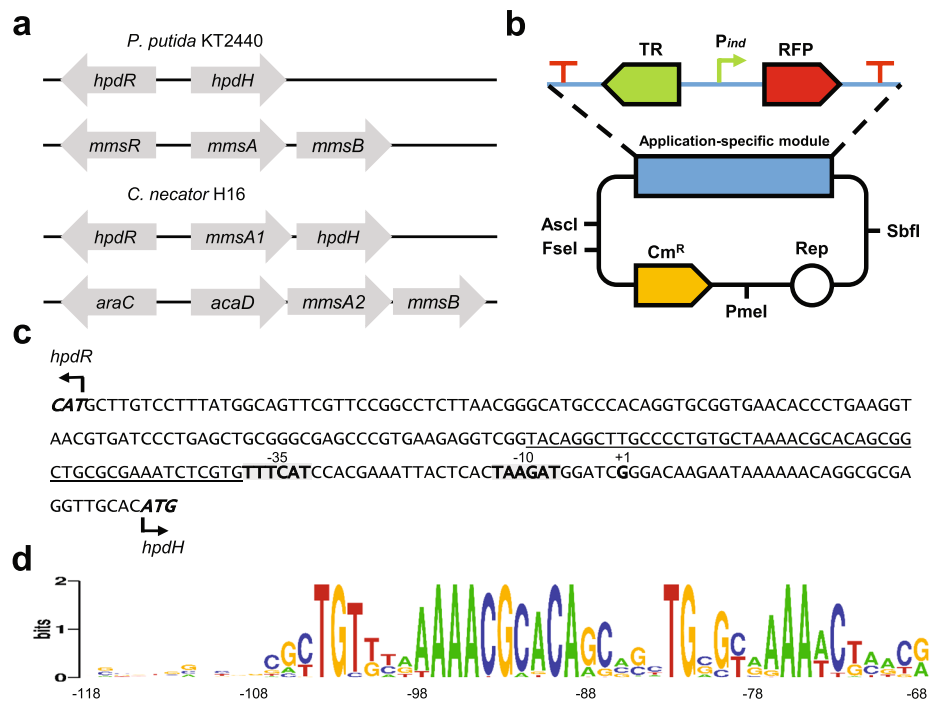 a
P. putida KT2440
hpdR hpdH
mmsR mmsA mmsB
C. necator H16
hpdR mmsA1 hpdH
araC acaD mmsA2 mmsB
b
TR Pind RFP
Application-specific module
AscI
FseI
SbfI
CmR Rep
PmeI
c
hpdR
CATGCTTGTCCTTTATGGCAGTTCGTTCCGGCCTCTTAACGGGCATGCCCACAGGTGCGGTGAACACCCTGAAGGT
AACGTGATCCCTGAGCTGCGGGCGAGCCCGTGAAGAGGTCGGTACAGGCTTGCCCCTGTGCTAAAACGCACAGCGG
-35 -10 +1
CTGCGCGAAATCTCGTGTTTCATCCACGAAATTACTCACTAAGATGGATCGGGACAAGAATAAAAAACAGGCGCGA
GGTTGCACATG
hpdH
d
2
bits
1
0
-118 -108 -98 -88 -78 -68